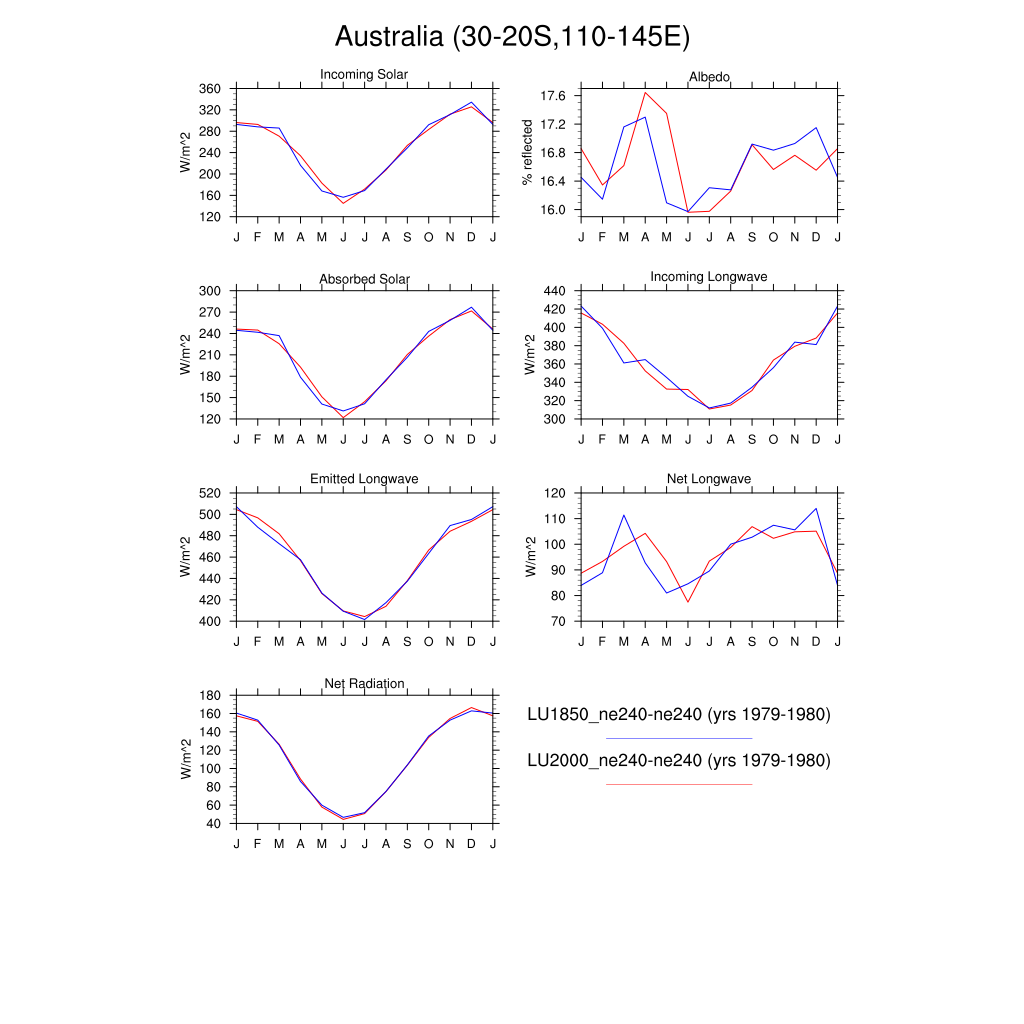 Australia (30-20S,110-145E)
Incoming Solar
W/m^2
360
320
280
240
200
160
120
J F M A M J J A S O N D J
Albedo
% reflected
17.6
17.2
16.8
16.4
16.0
J F M A M J J A S O N D J
Absorbed Solar
W/m^2
300
270
240
210
180
150
120
J F M A M J J A S O N D J
Incoming Longwave
W/m^2
440
420
400
380
360
340
320
300
J F M A M J J A S O N D J
Emitted Longwave
W/m^2
520
500
480
460
440
420
400
J F M A M J J A S O N D J
Net Longwave
W/m^2
120
110
100
90
80
70
J F M A M J J A S O N D J
Net Radiation
W/m^2
180
160
140
120
100
80
60
40
J F M A M J J A S O N D J
LU1850_ne240-ne240 (yrs 1979-1980)
LU2000_ne240-ne240 (yrs 1979-1980)